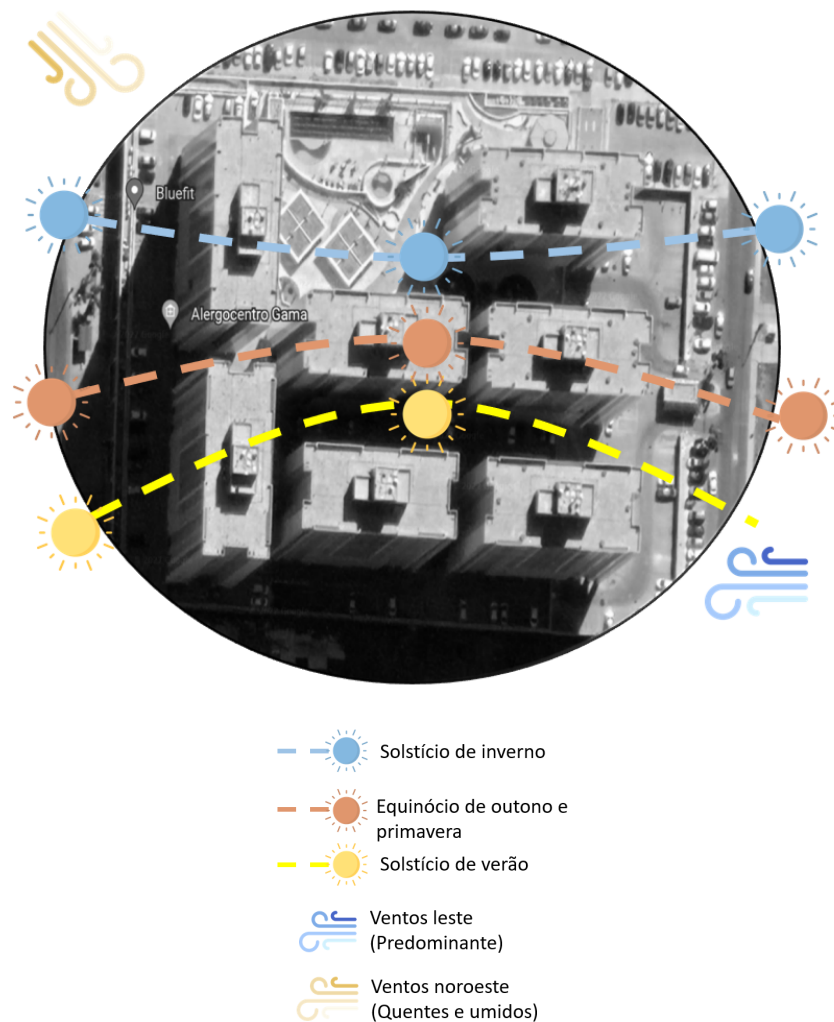 Bluefit
Alergocentro Gama
Solstício de inverno
Equinócio de outono e
primavera
Solstício de verão
Ventos leste
(Predominante)
Ventos noroeste
(Quentes e umidos)